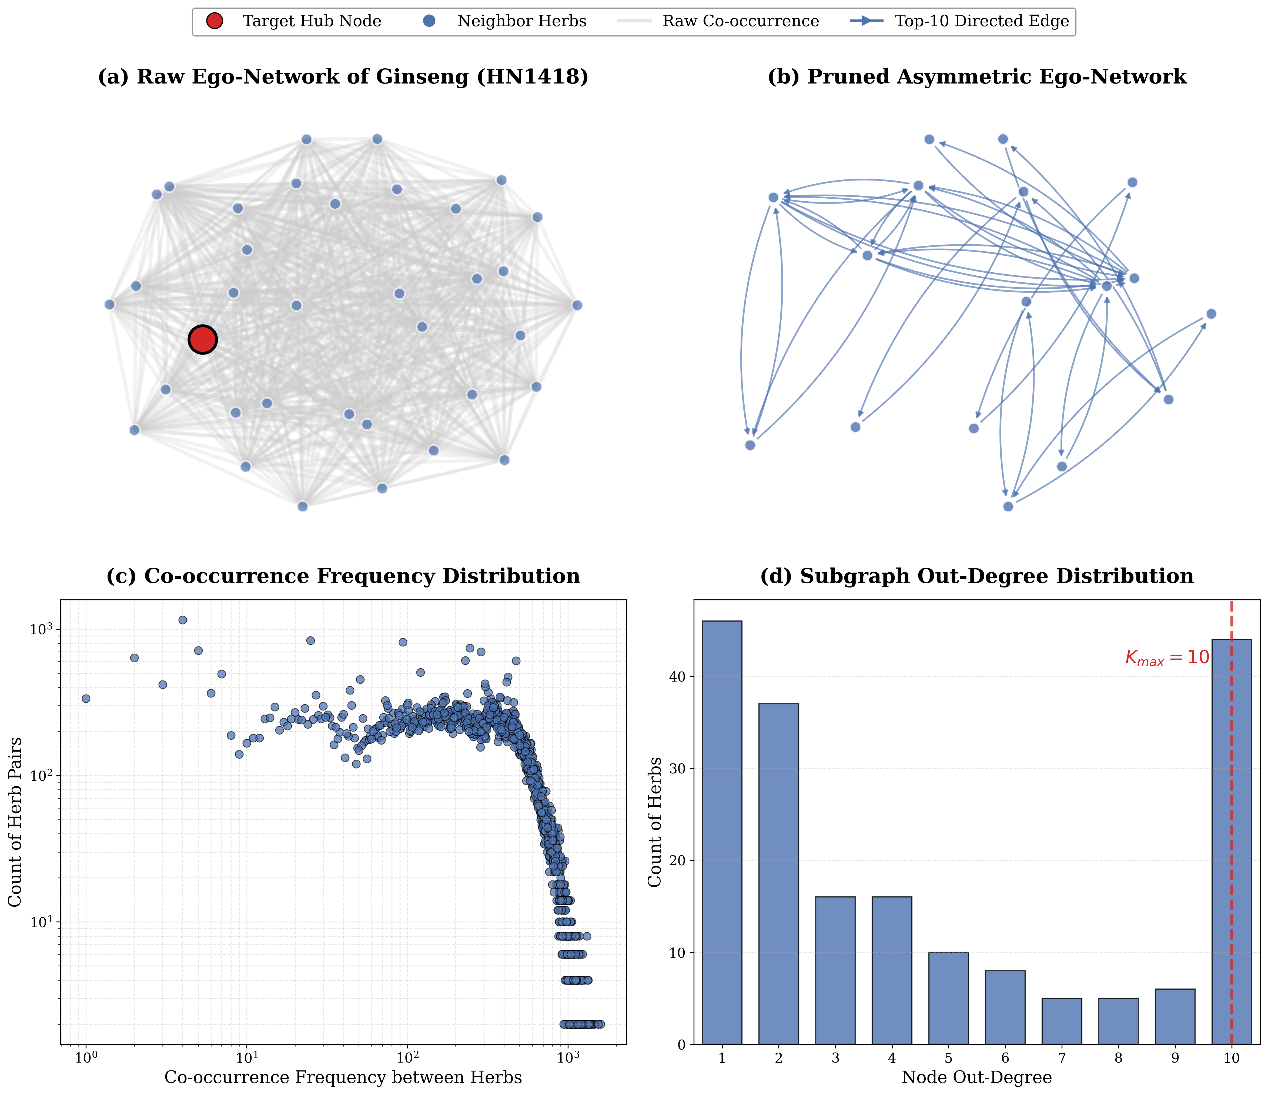 Target Hub Node Neighbor Herbs Raw Co-occurrence Top-10 Directed Edge
(a) Raw Ego-Network of Ginseng (HN1418)
(b) Pruned Asymmetric Ego-Network
(c) Co-occurrence Frequency Distribution
Count of Herb Pairs
10³
10²
10¹
10⁰ 10¹ 10² 10³
Co-occurrence Frequency between Herbs
(d) Subgraph Out-Degree Distribution
Count of Herbs
K_max = 10
40
30
20
10
0
1 2 3 4 5 6 7 8 9 10
Node Out-Degree